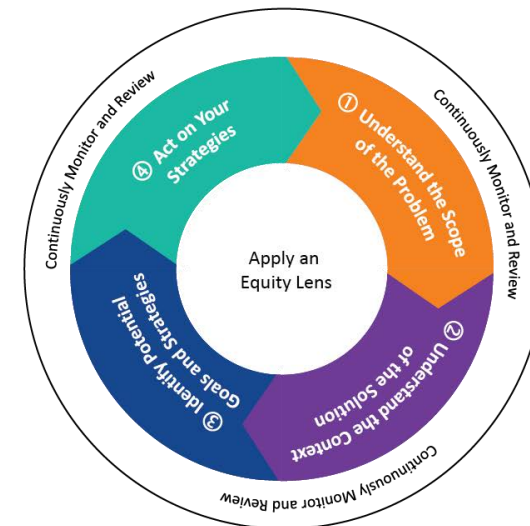 Continuously Monitor and Review
Continuously Monitor and Review
① Understand the Scope
of the Problem
② Understand the Context
of the Solution
③ Identify Potential
Goals and Strategies
④ Act on Your
Strategies
Apply an
Equity Lens
Continuously Monitor and Review